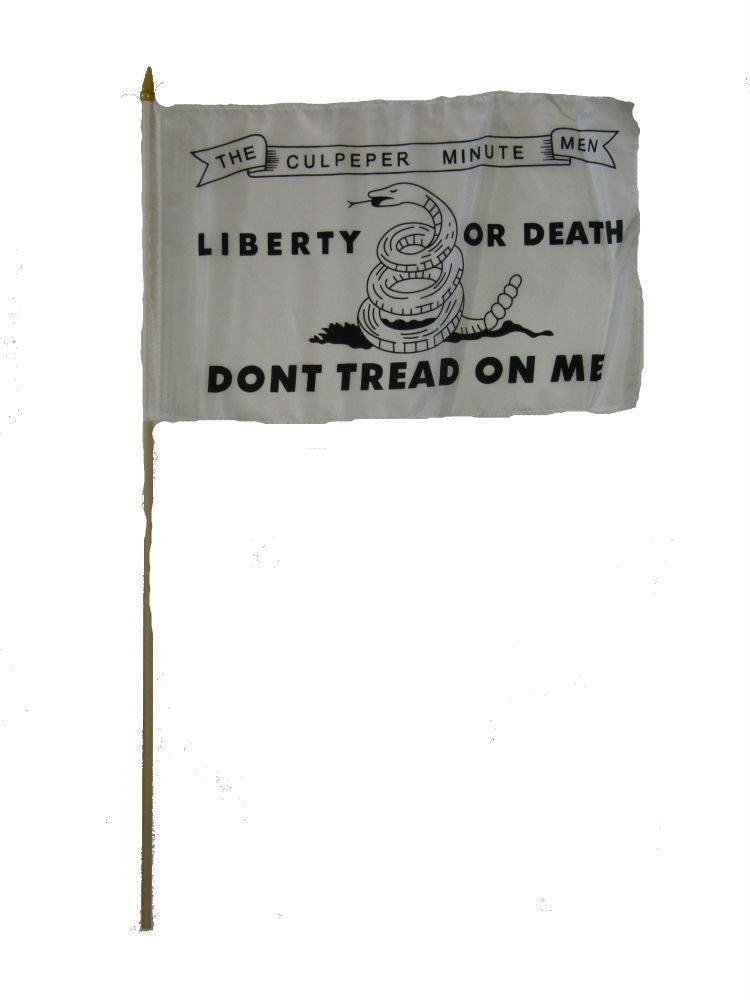 THE CULPEPER MINUTE MEN
LIBERTY OR DEATH
DONT TREAD ON ME